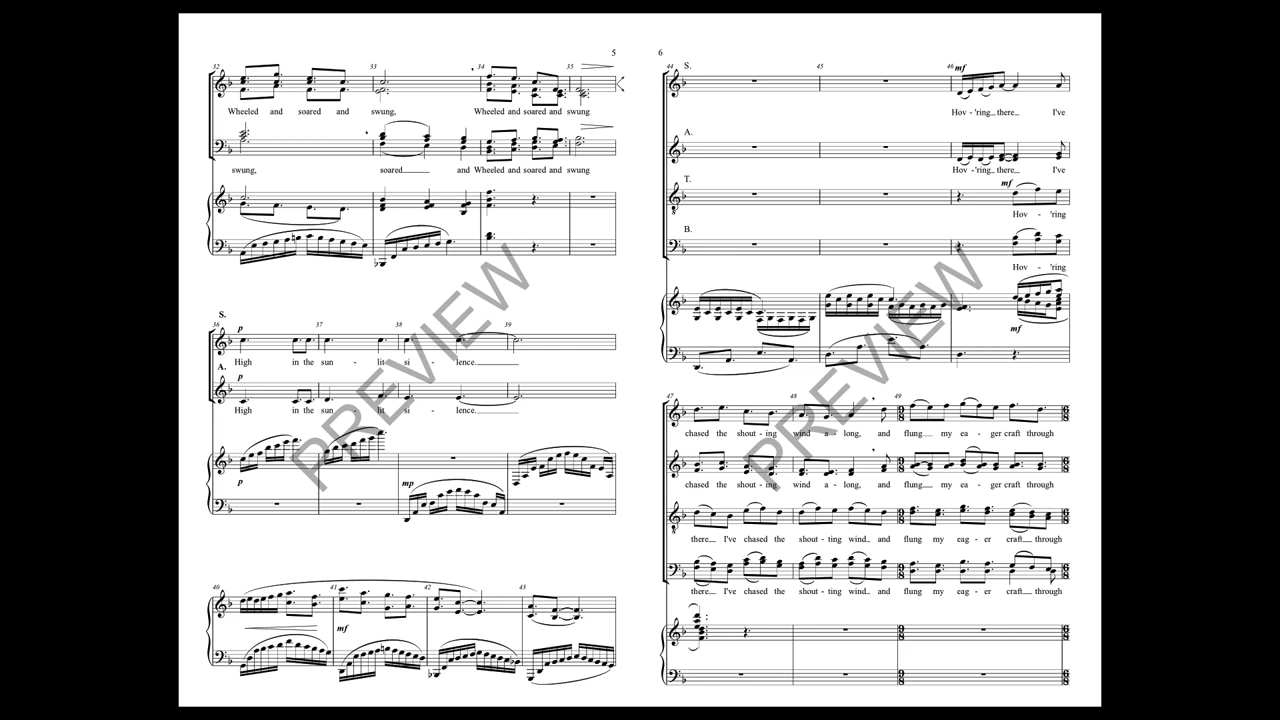 5
32 33 34 35
Wheeled and soared and swung, Wheeled and soared and swung
swung, soared and Wheeled and soared and swung
S.
36 37 38 39
p
High in the sun - lit si - lence.
A.
p
High in the sun - lit si - lence.
p mp
40 41 42 43
mf
6
44 S. 45 46 mf
Hov - 'ring there I've
A.
Hov - 'ring there I've
T. mf
Hov - 'ring
B.
Hov - 'ring
mf
47 48 49
chased the shout - ing wind a - long, and flung my ea - ger craft through
chased the shout - ing wind a - long, and flung my ea - ger craft through
there I've chased the shout - ting wind and flung my eag - er craft through
there I've chased the shout - ing wind and flung my eag - er craft through
PREVIEW
PREVIEW